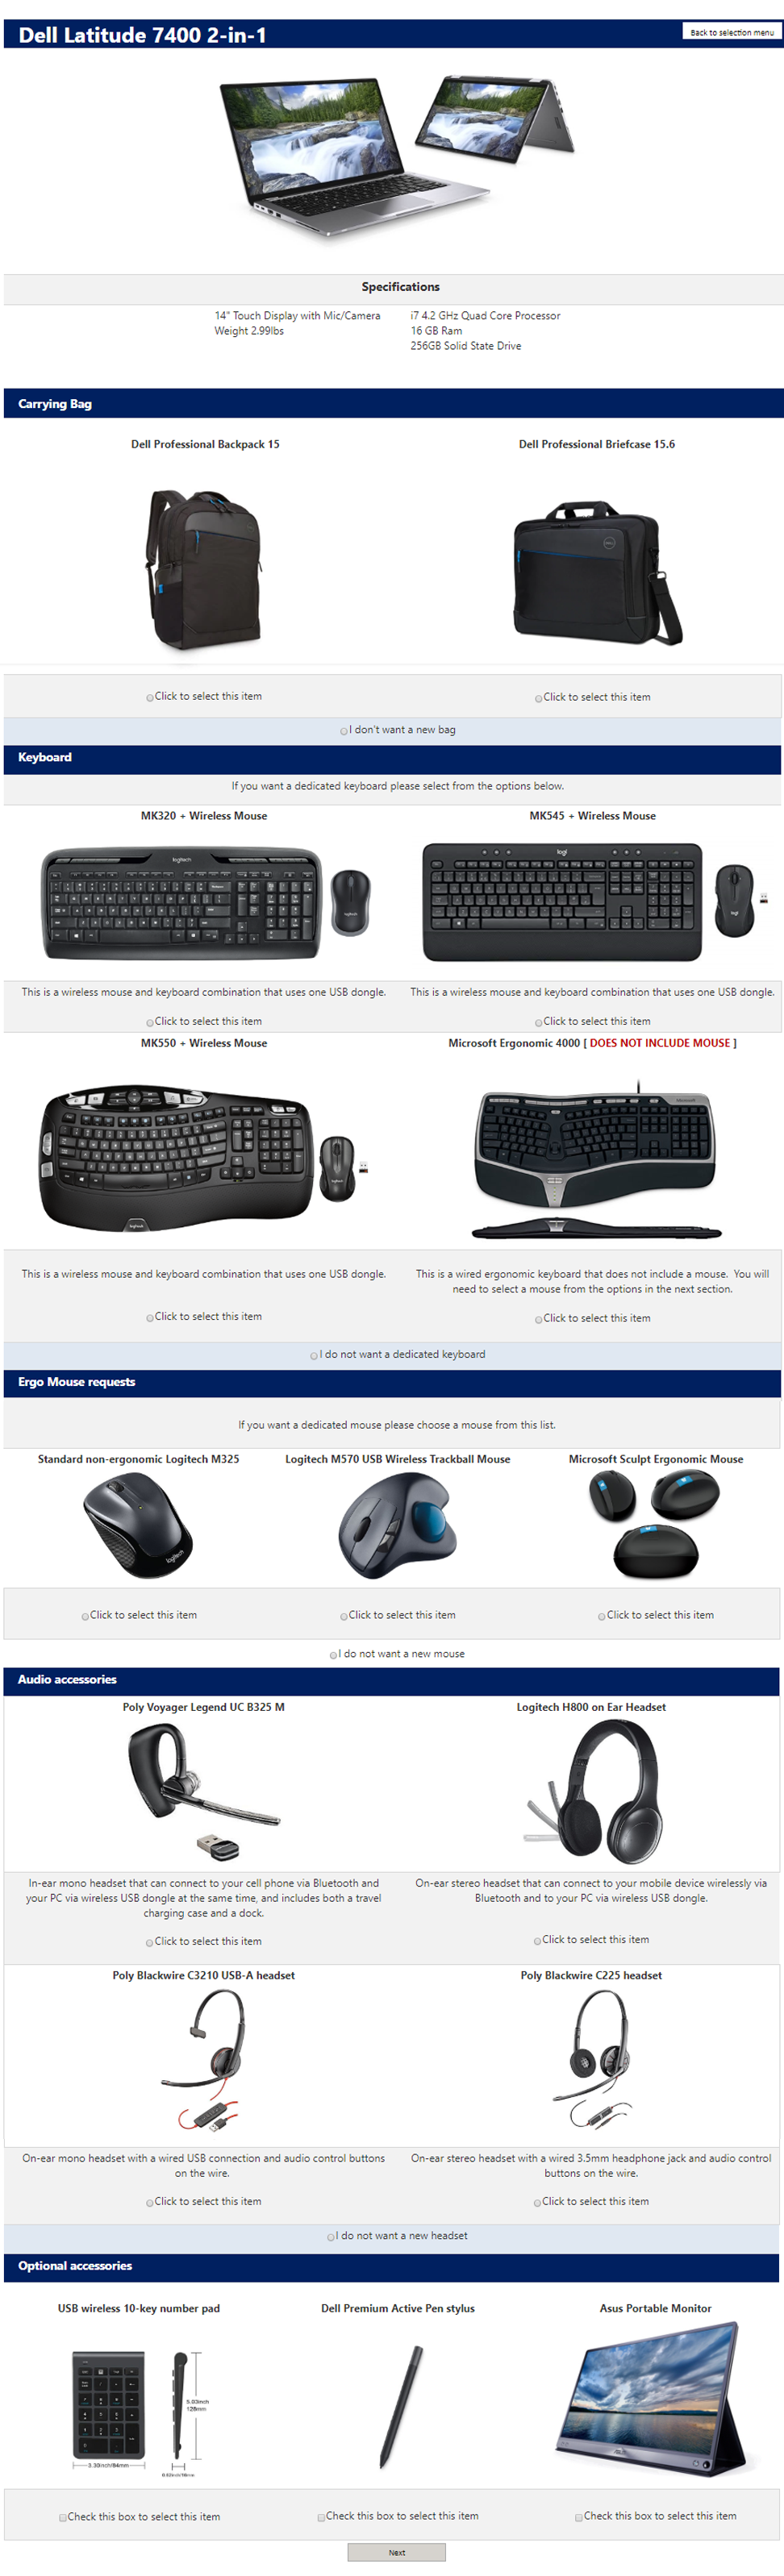 Dell Latitude 7400 2-in-1
Back to selection menu
Specifications
14" Touch Display with Mic/Camera
Weight 2.99lbs
i7 4.2 GHz Quad Core Processor
16 GB Ram
256GB Solid State Drive
Carrying Bag
Dell Professional Backpack 15
Dell Professional Briefcase 15.6
Click to select this item
Click to select this item
I don't want a new bag
Keyboard
If you want a dedicated keyboard please select from the options below.
MK320 + Wireless Mouse
MK545 + Wireless Mouse
logitech
logitech
logi
logi
This is a wireless mouse and keyboard combination that uses one USB dongle.
This is a wireless mouse and keyboard combination that uses one USB dongle.
Click to select this item
Click to select this item
MK550 + Wireless Mouse
Microsoft Ergonomic 4000 [ DOES NOT INCLUDE MOUSE ]
logitech
This is a wireless mouse and keyboard combination that uses one USB dongle.
This is a wired ergonomic keyboard that does not include a mouse. You will
need to select a mouse from the options in the next section.
Click to select this item
Click to select this item
I do not want a dedicated keyboard
Ergo Mouse requests
If you want a dedicated mouse please choose a mouse from this list.
Standard non-ergonomic Logitech M325
Logitech M570 USB Wireless Trackball Mouse
Microsoft Sculpt Ergonomic Mouse
logitech
Click to select this item
Click to select this item
Click to select this item
I do not want a new mouse
Audio accessories
Poly Voyager Legend UC B325 M
Logitech H800 on Ear Headset
In-ear mono headset that can connect to your cell phone via Bluetooth and
your PC via wireless USB dongle at the same time, and includes both a travel
charging case and a dock.
On-ear stereo headset that can connect to your mobile device wirelessly via
Bluetooth and to your PC via wireless USB dongle.
Click to select this item
Click to select this item
Poly Blackwire C3210 USB-A headset
Poly Blackwire C225 headset
On-ear mono headset with a wired USB connection and audio control buttons
on the wire.
On-ear stereo headset with a wired 3.5mm headphone jack and audio control
buttons on the wire.
Click to select this item
Click to select this item
I do not want a new headset
Optional accessories
USB wireless 10-key number pad
Dell Premium Active Pen stylus
Asus Portable Monitor
5.03inch
128mm
3.30inch/84mm
Check this box to select this item
Check this box to select this item
Check this box to select this item
Next